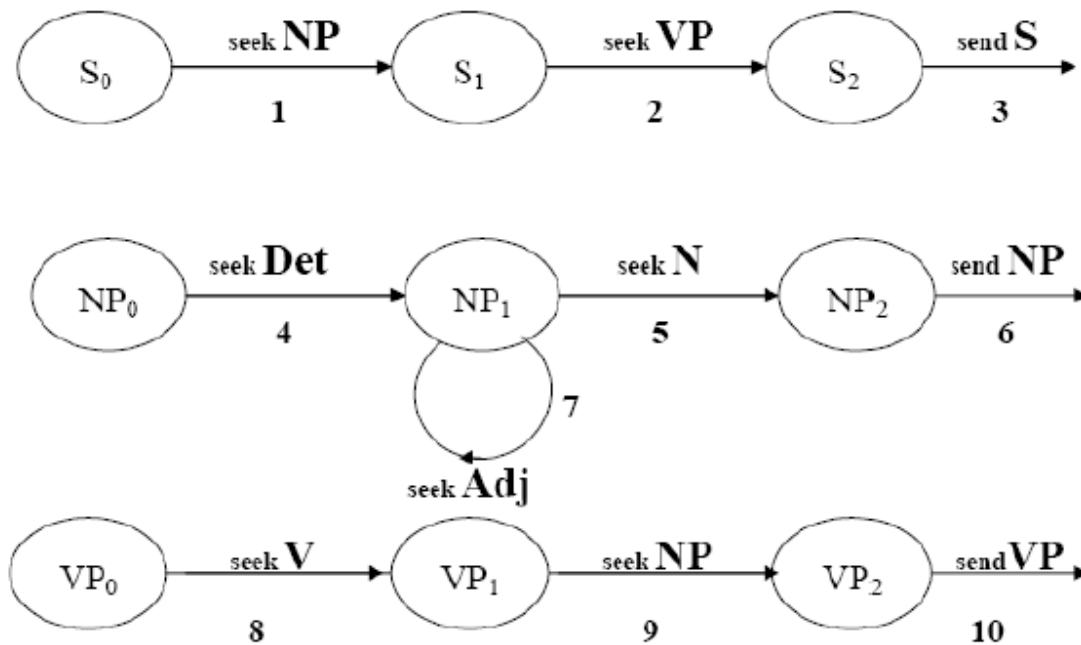 seek NP seek VP send S
S₀ S₁ S₂
1 2 3
seek Det seek N send NP
NP₀ NP₁ NP₂
4 5 6
7
seek Adj
seek V seek NP send VP
VP₀ VP₁ VP₂
8 9 10